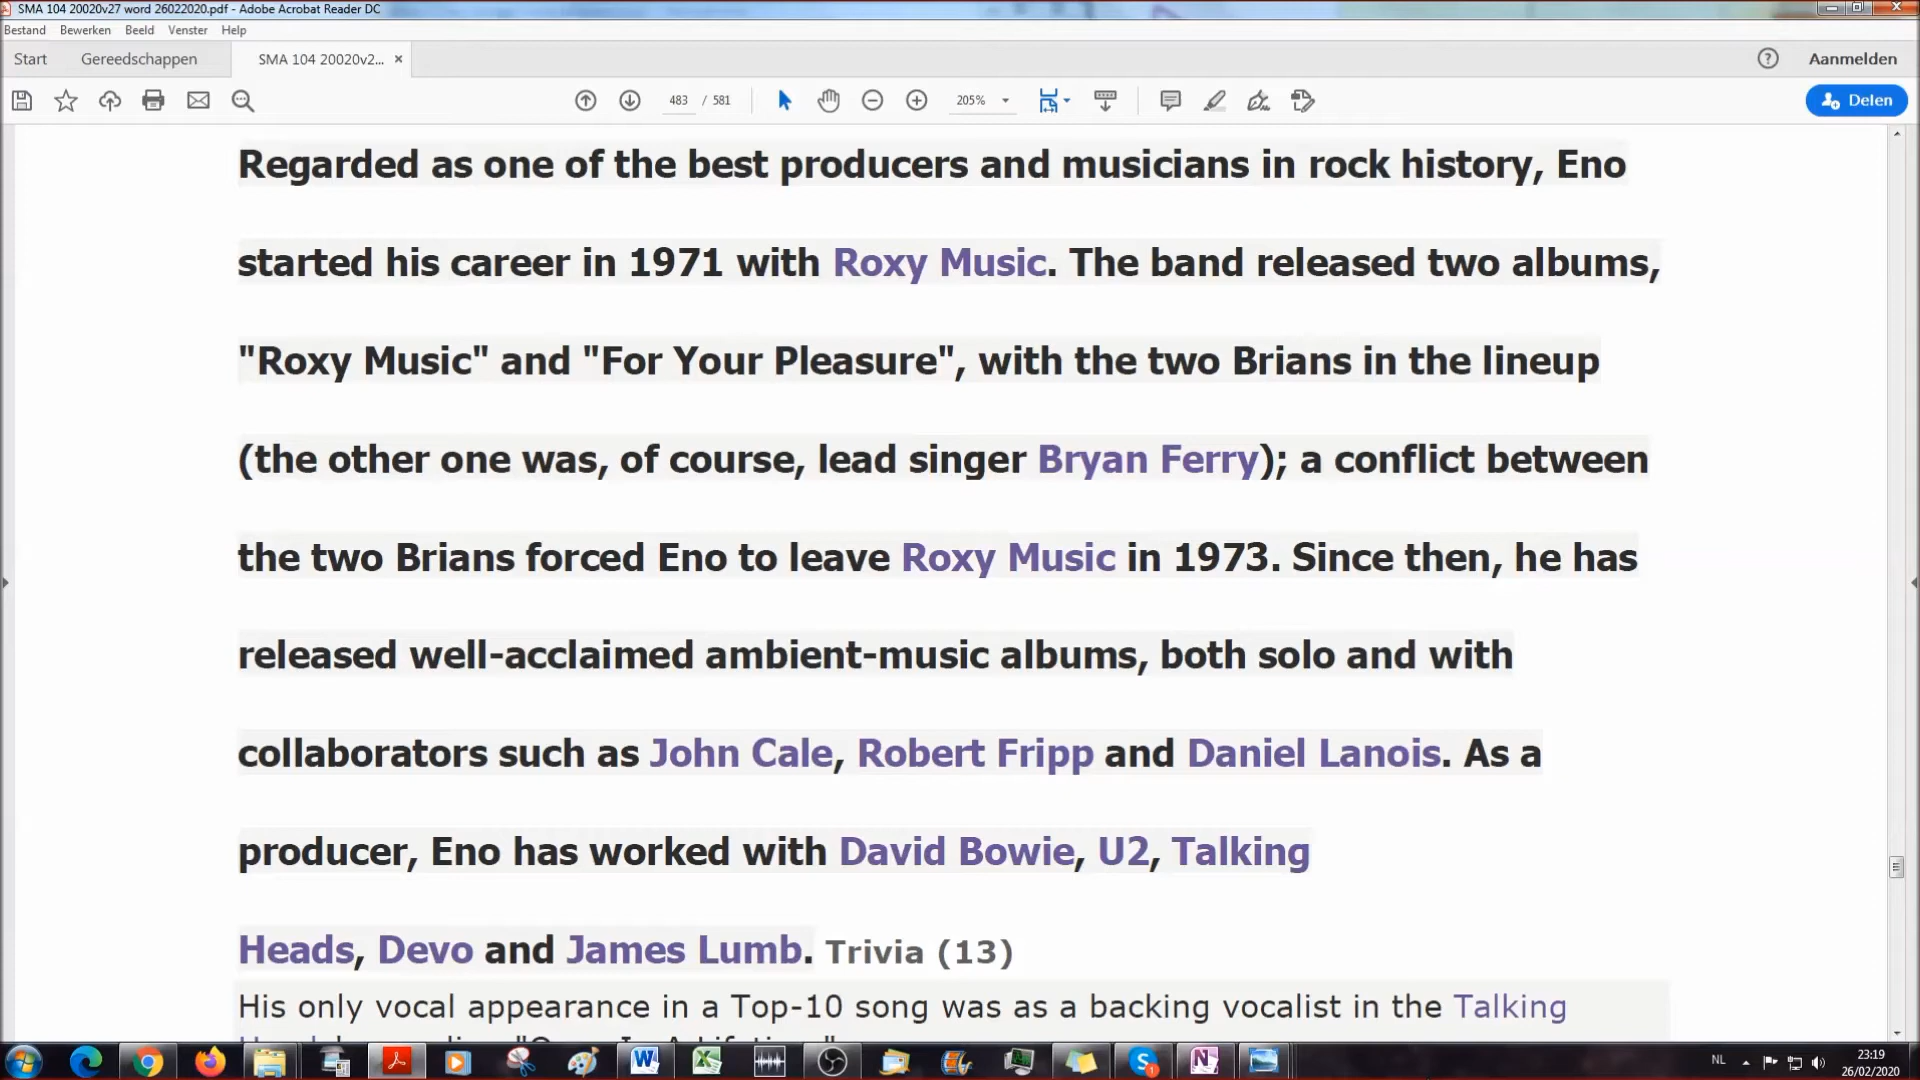 SMA 104 20020v27 word 26022020.pdf - Adobe Acrobat Reader DC
Bestand Bewerken Beeld Venster Help
Start Gereedschappen SMA 104 20020v2... × Aanmelden
483 / 581 205% Delen
Regarded as one of the best producers and musicians in rock history, Eno
started his career in 1971 with Roxy Music. The band released two albums,
"Roxy Music" and "For Your Pleasure", with the two Brians in the lineup
(the other one was, of course, lead singer Bryan Ferry); a conflict between
the two Brians forced Eno to leave Roxy Music in 1973. Since then, he has
released well-acclaimed ambient-music albums, both solo and with
collaborators such as John Cale, Robert Fripp and Daniel Lanois. As a
producer, Eno has worked with David Bowie, U2, Talking
Heads, Devo and James Lumb. Trivia (13)
His only vocal appearance in a Top-10 song was as a backing vocalist in the Talking
NL 23:19
26/02/2020